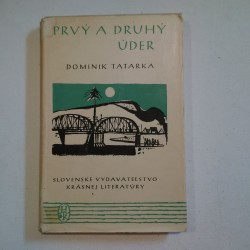 PRVÝ A DRUHÝ
ÚDER
DOMINIK TATARKA
SLOVENSKÉ VYDAVATEĽSTVO
KRÁSNEJ LITERATÚRY